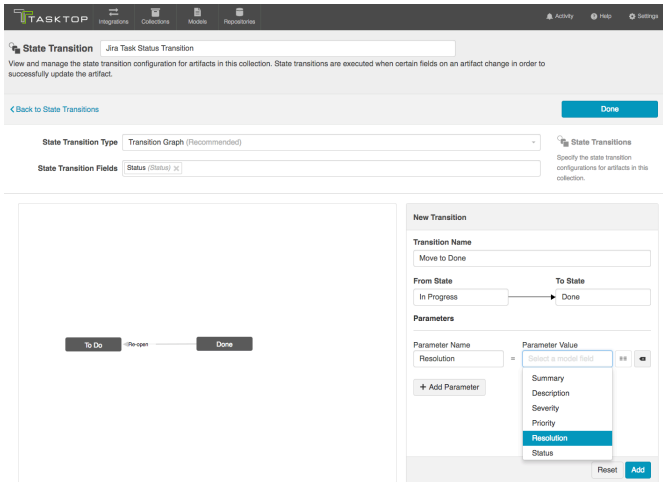 TASKTOP
Integrations
Collections
Models
Repositories
Activity
Help
Settings
State Transition
Jira Task Status Transition
View and manage the state transition configuration for artifacts in this collection. State transitions are executed when certain fields on an artifact change in order to
successfully update the artifact.
Back to State Transitions
Done
State Transition Type
Transition Graph (Recommended)
State Transition Fields
Status (Status)
State Transitions
Specify the state transition
configurations for artifacts in this
collection.
To Do
Re-open
Done
New Transition
Transition Name
Move to Done
From State
To State
In Progress
Done
Parameters
Parameter Name
Parameter Value
Resolution
=
Select a model field
+ Add Parameter
Summary
Description
Severity
Priority
Resolution
Status
Reset
Add